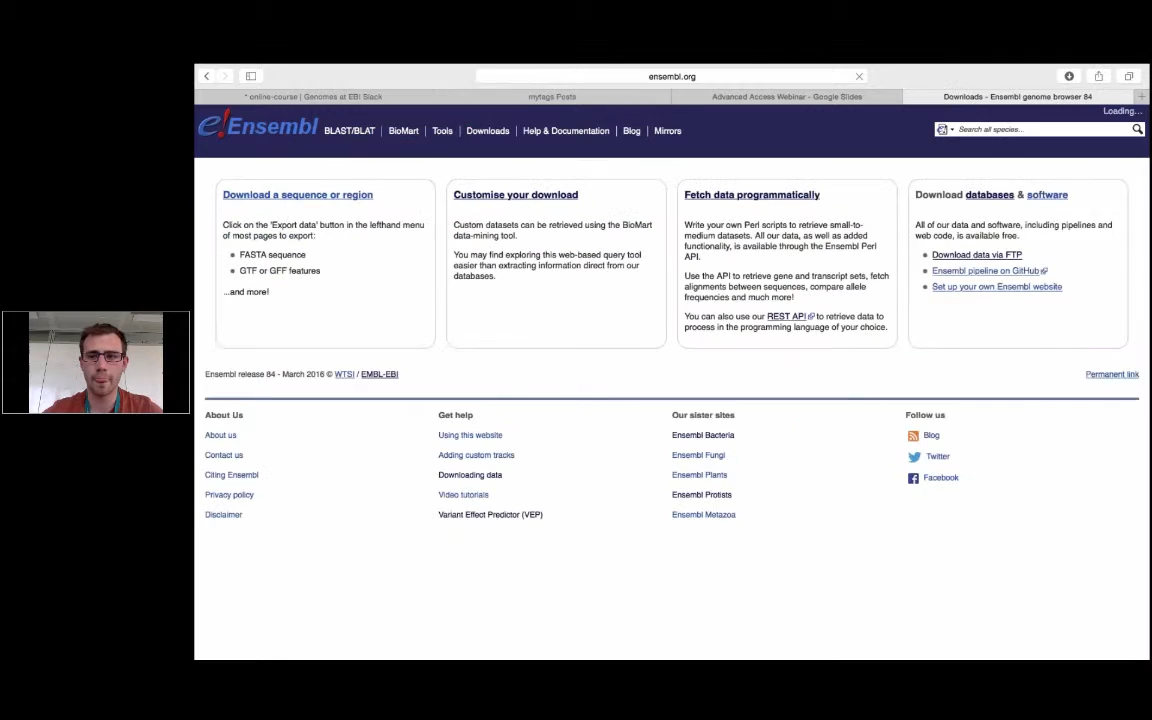 ensembl.org
* online-course | Genomes at EBI Slack
mytags Posts
Advanced Access Webinar - Google Slides
Downloads - Ensembl genome browser 84
Loading...
e!Ensembl
BLAST/BLAT | BioMart | Tools | Downloads | Help & Documentation | Blog | Mirrors
Search all species...
Download a sequence or region
Click on the 'Export data' button in the lefthand menu
of most pages to export:
FASTA sequence
GTF or GFF features
...and more!
Customise your download
Custom datasets can be retrieved using the BioMart
data-mining tool.
You may find exploring this web-based query tool
easier than extracting information direct from our
databases.
Fetch data programmatically
Write your own Perl scripts to retrieve small-to-
medium datasets. All our data, as well as added
functionality, is available through the Ensembl Perl
API.
Use the API to retrieve gene and transcript sets, fetch
alignments between sequences, compare allele
frequencies and much more!
You can also use our REST API to retrieve data to
process in the programming language of your choice.
Download databases & software
All of our data and software, including pipelines and
web code, is available free.
Download data via FTP
Ensembl pipeline on GitHub
Set up your own Ensembl website
Ensembl release 84 - March 2016 © WTSI / EMBL-EBI
Permanent link
About Us
About us
Contact us
Citing Ensembl
Privacy policy
Disclaimer
Get help
Using this website
Adding custom tracks
Downloading data
Video tutorials
Variant Effect Predictor (VEP)
Our sister sites
Ensembl Bacteria
Ensembl Fungi
Ensembl Plants
Ensembl Protists
Ensembl Metazoa
Follow us
Blog
Twitter
Facebook